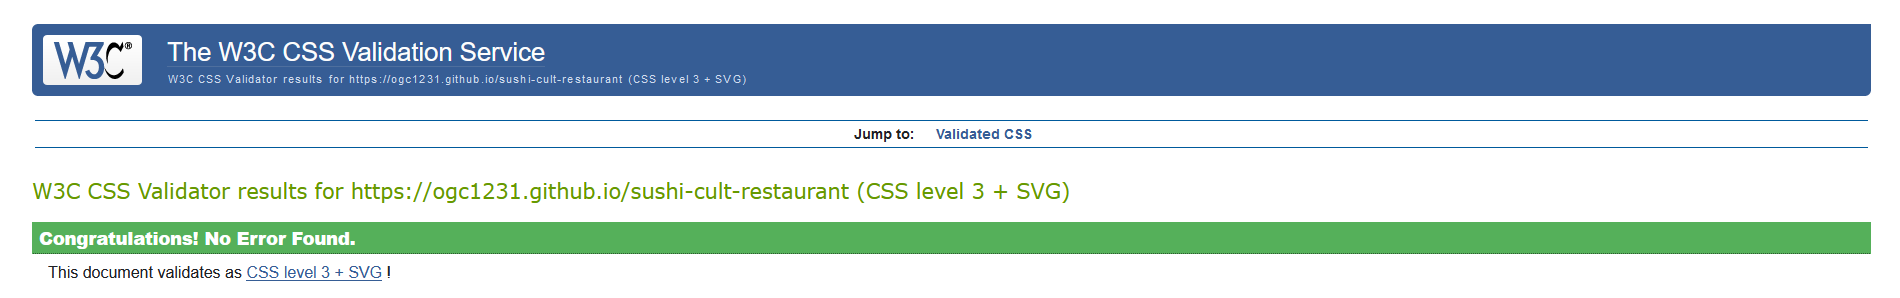 W3C®
The W3C CSS Validation Service
W3C CSS Validator results for https://ogc1231.github.io/sushi-cult-restaurant (CSS level 3 + SVG)
Jump to: Validated CSS
W3C CSS Validator results for https://ogc1231.github.io/sushi-cult-restaurant (CSS level 3 + SVG)
Congratulations! No Error Found.
This document validates as CSS level 3 + SVG !